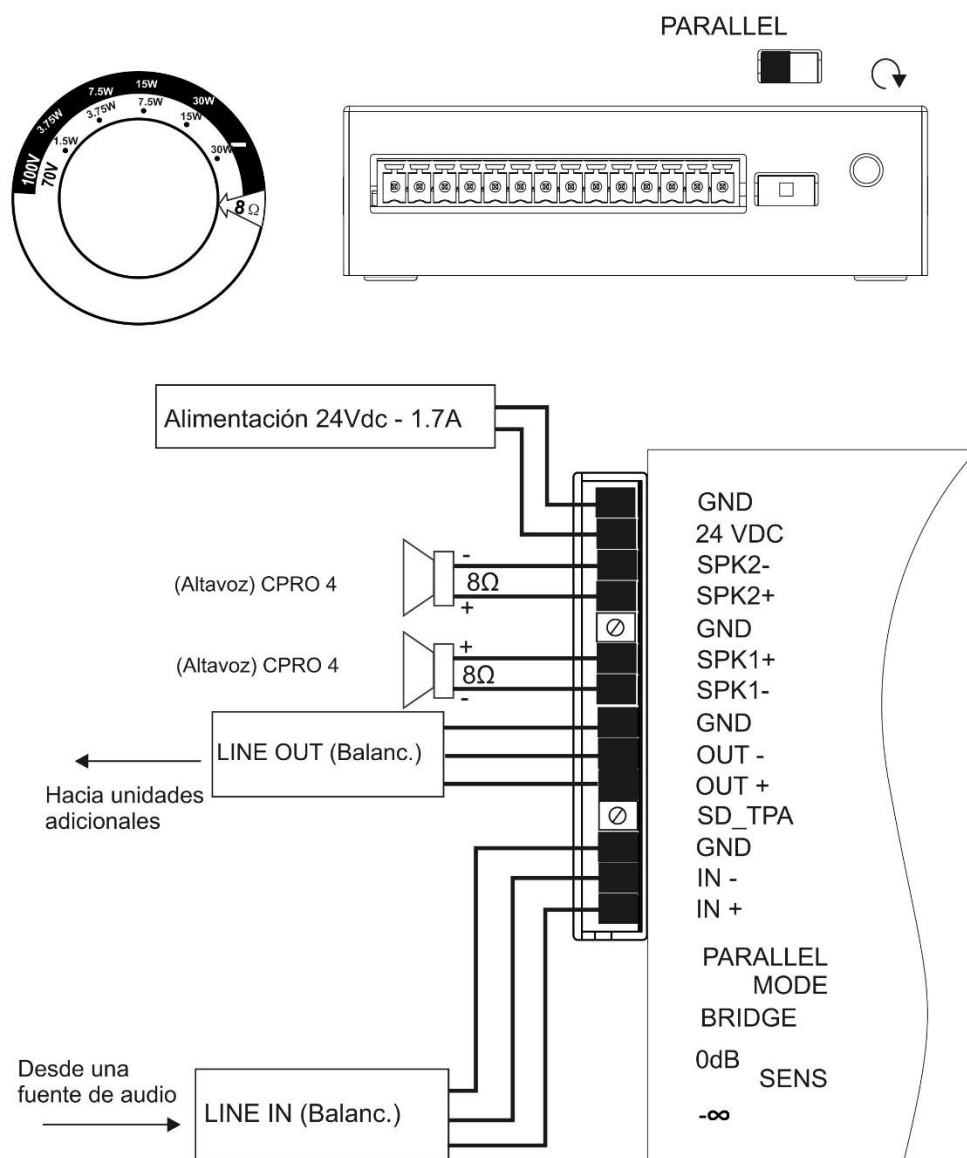 PARALLEL
100V 3.75W 7.5W 15W 30W
70V 1.5W 3.75W 7.5W 15W 30W
8 Ω
Alimentación 24Vdc - 1.7A
GND
24 VDC
(Altavoz) CPRO 4
-
8Ω
+
SPK2-
SPK2+
GND
(Altavoz) CPRO 4
+
8Ω
-
SPK1+
SPK1-
LINE OUT (Balanc.)
Hacia unidades
adicionales
GND
OUT -
OUT +
SD_TPA
GND
IN -
IN +
PARALLEL
MODE
BRIDGE
0dB
SENS
-∞
Desde una
fuente de audio
LINE IN (Balanc.)